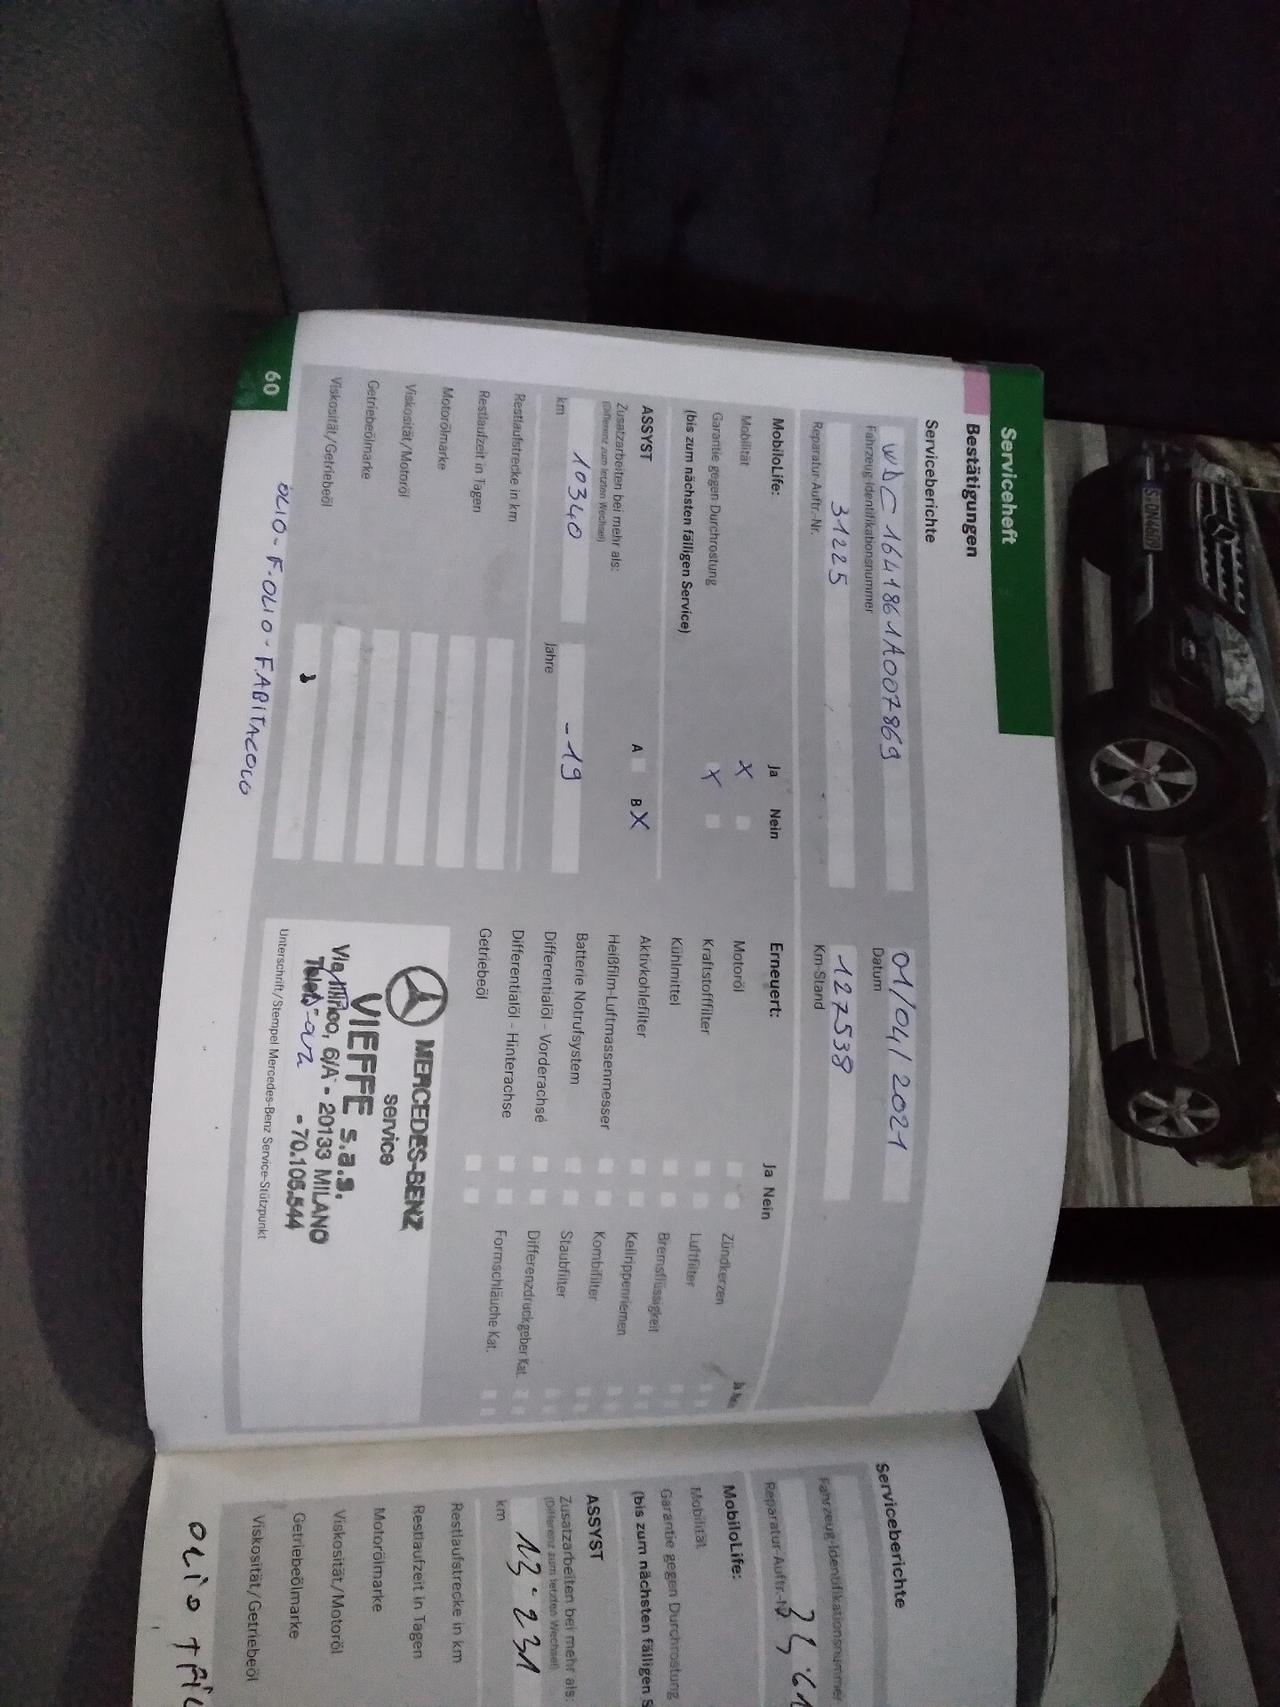 Serviceheft
Bestätigungen
Serviceberichte
WDC1641861A007869
Fahrzeug-Identifikationsnummer
01/04/2021
Datum
31225
Reparatur-Auftr.-Nr.
127538
Km-Stand
MobiloLife:
Ja Nein
Mobilität X
Garantie gegen Durchrostung X
(bis zum nächsten fälligen Service)
ASSYST
A B X
Zusatzarbeiten bei mehr als:
(Differenz zum letzten Wechsel)
10340 -19
km Jahre
Restlaufstrecke in km
Restlaufzeit in Tagen
Motorölmarke
Viskosität/Motoröl
Getriebeölmarke
Viskosität/Getriebeöl
OLIO - F.OLIO - F.ABITACOLO
60
Erneuert:
Ja Nein
Motoröl
Kraftstofffilter
Kühlmittel
Aktivkohlefilter
Heißfilm-Luftmassenmesser
Batterie Notrufsystem
Differentialöl - Vorderachse
Differentialöl - Hinterachse
Getriebeöl
Ja
Zündkerzen
Luftfilter
Bremsflüssigkeit
Keilrippenriemen
Kombifilter
Staubfilter
Differenzdruckgeber Kat.
Formschläuche Kat.
MERCEDES-BENZ
service
VIEFFE s.a.s.
6/A - 20133 MILANO
- 70.106.544
Unterschrift/Stempel Mercedes-Benz Service-Stützpunkt
Serviceberichte
Fahrzeug-Identifikationsnummer
Reparatur-Auftr.-
MobiloLife:
Mobilität
Garantie gegen Durchrostung
(bis zum nächsten fälligen S
ASSYST
Zusatzarbeiten bei mehr als:
(Differenz zum letzten Wechsel)
13-231
km
Restlaufstrecke in km
Restlaufzeit in Tagen
Motorölmarke
Viskosität/Motoröl
Getriebeölmarke
Viskosität/Getriebeöl
OLIO